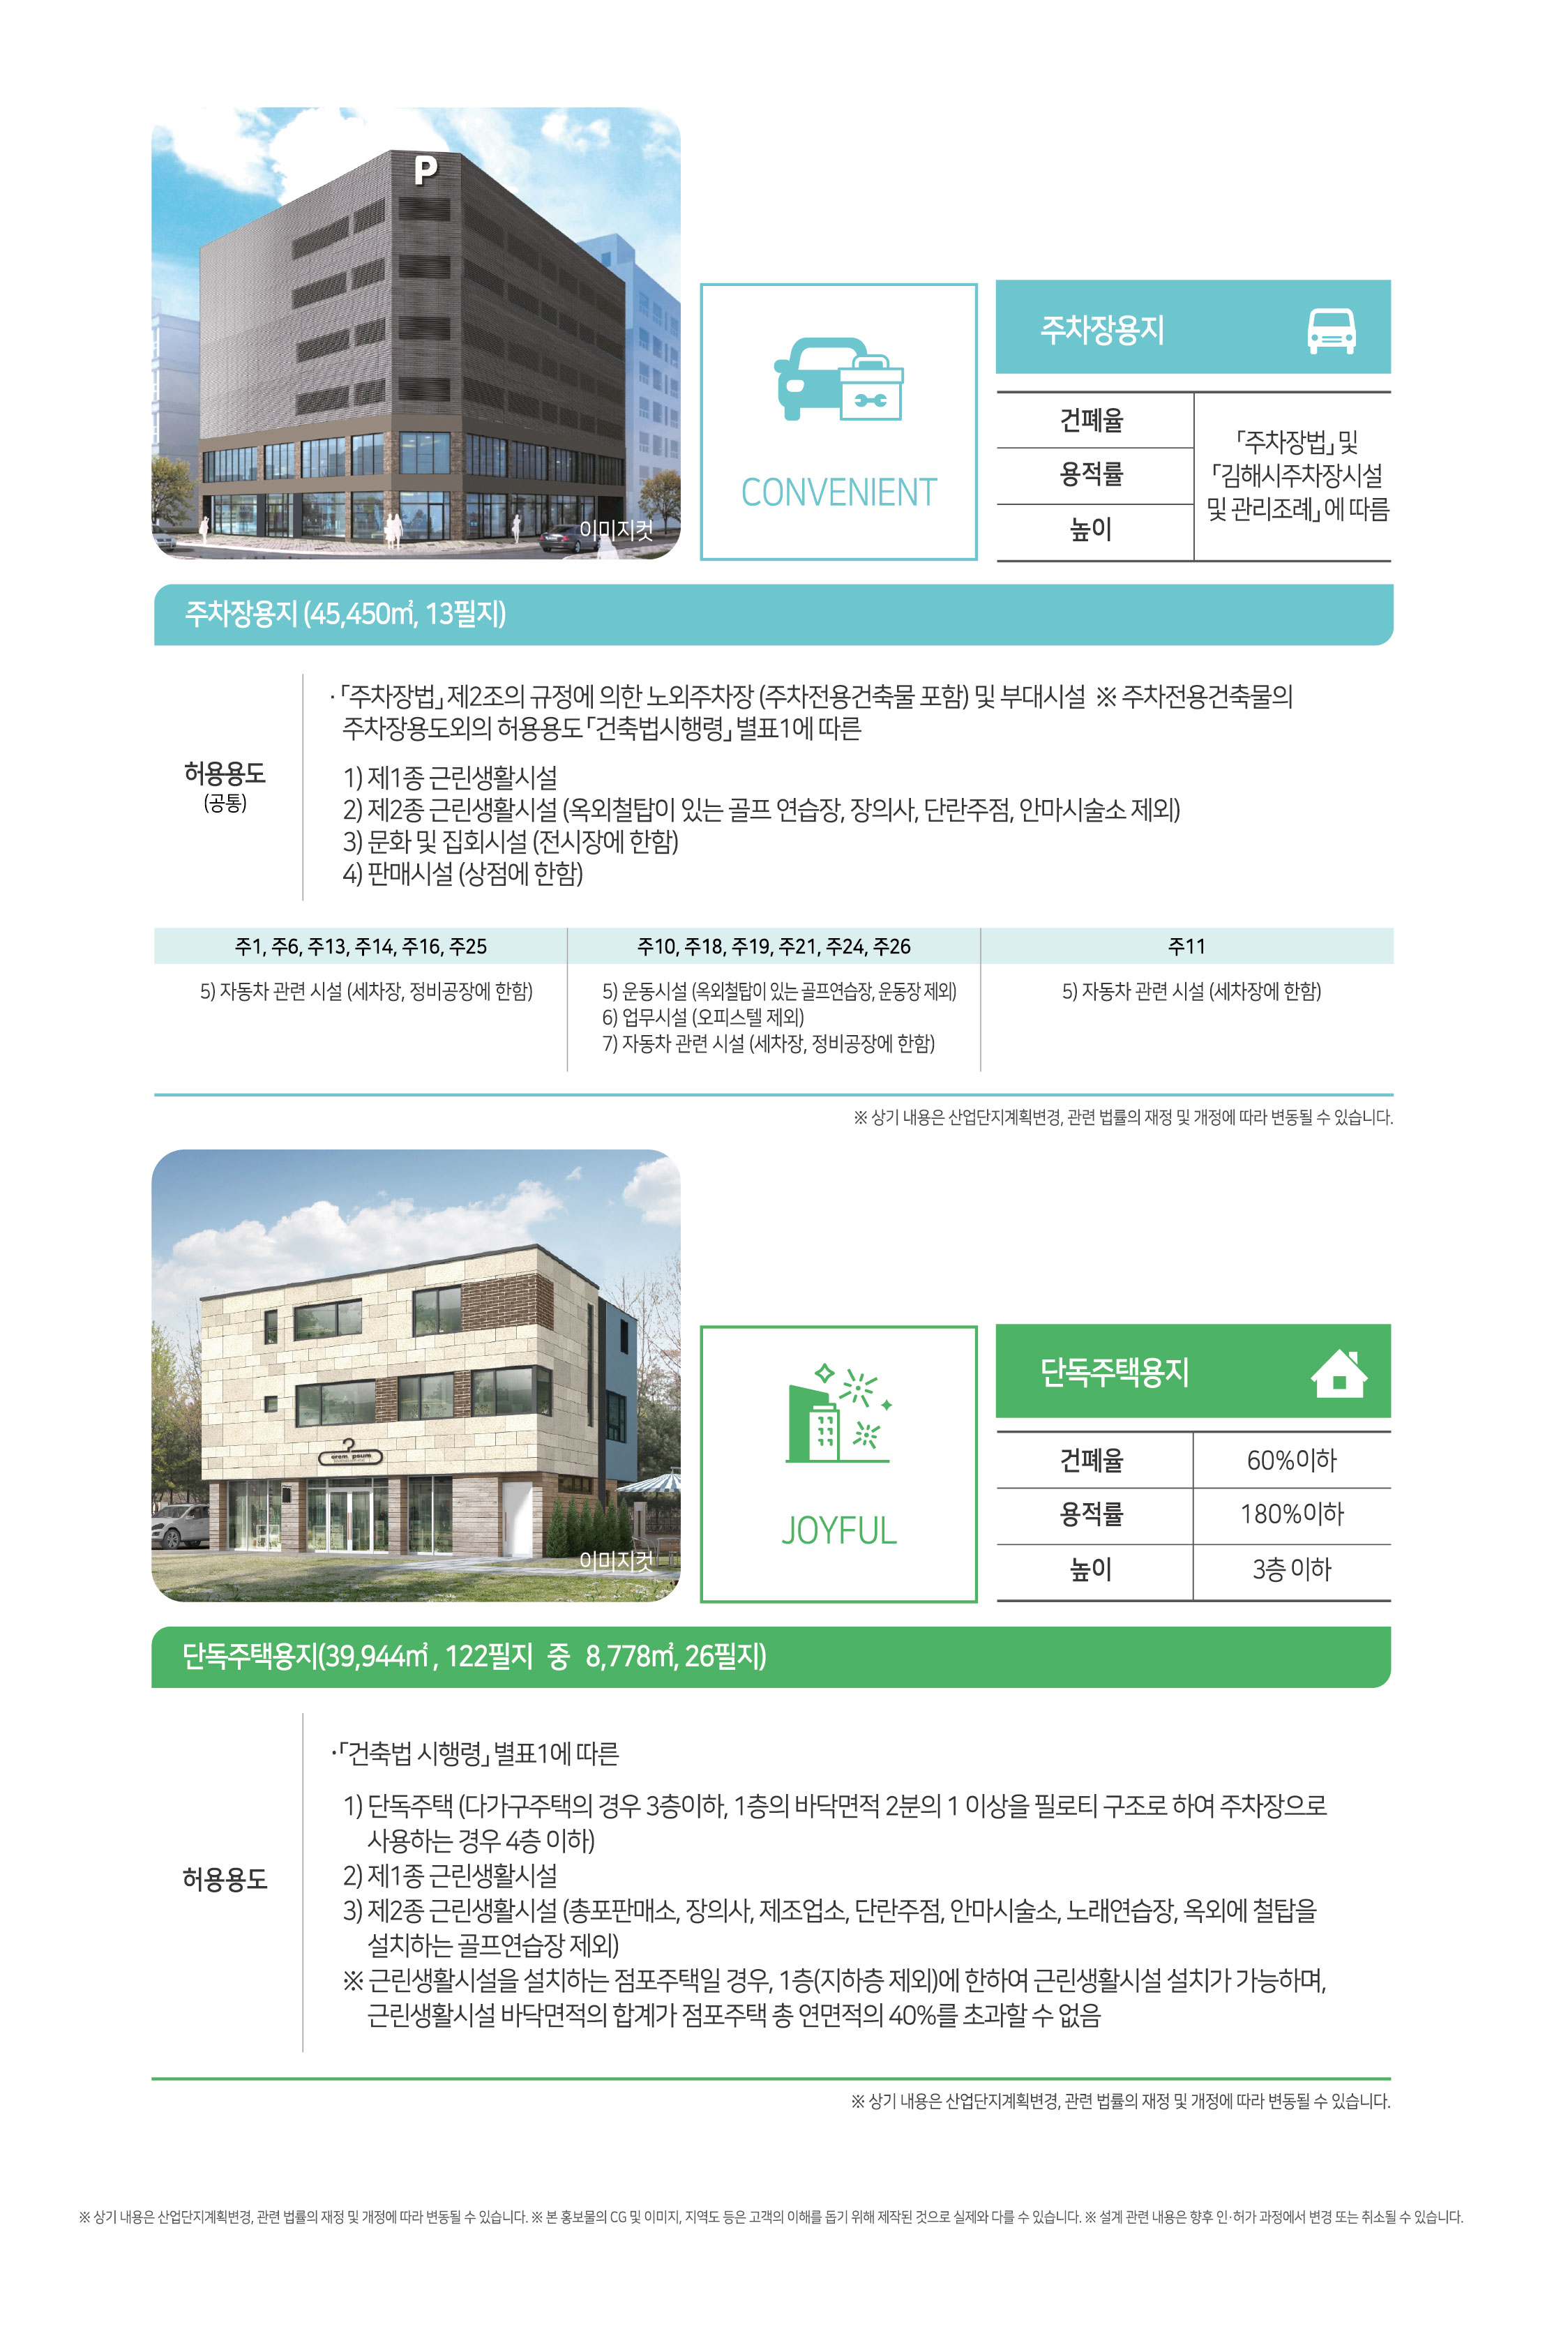 P
이미지컷
CONVENIENT
주차장용지
건폐율
용적률
높이
「주차장법」 및
「김해시주차장시설
및 관리조례」에 따름
주차장용지 (45,450㎡, 13필지)
허용용도
(공통)
·「주차장법」 제2조의 규정에 의한 노외주차장 (주차전용건축물 포함) 및 부대시설 ※ 주차전용건축물의
주차장용도외의 허용용도 「건축법시행령」 별표1에 따른
1) 제1종 근린생활시설
2) 제2종 근린생활시설 (옥외철탑이 있는 골프 연습장, 장의사, 단란주점, 안마시술소 제외)
3) 문화 및 집회시설 (전시장에 한함)
4) 판매시설 (상점에 한함)
주1, 주6, 주13, 주14, 주16, 주25
5) 자동차 관련 시설 (세차장, 정비공장에 한함)
주10, 주18, 주19, 주21, 주24, 주26
5) 운동시설 (옥외철탑이 있는 골프연습장, 운동장 제외)
6) 업무시설 (오피스텔 제외)
7) 자동차 관련 시설 (세차장, 정비공장에 한함)
주11
5) 자동차 관련 시설 (세차장에 한함)
※ 상기 내용은 산업단지계획변경, 관련 법률의 재정 및 개정에 따라 변동될 수 있습니다.
이미지컷
JOYFUL
단독주택용지
건폐율 60%이하
용적률 180%이하
높이 3층 이하
단독주택용지(39,944㎡, 122필지 중 8,778㎡, 26필지)
허용용도
·「건축법 시행령」 별표1에 따른
1) 단독주택 (다가구주택의 경우 3층이하, 1층의 바닥면적 2분의 1 이상을 필로티 구조로 하여 주차장으로
사용하는 경우 4층 이하)
2) 제1종 근린생활시설
3) 제2종 근린생활시설 (총포판매소, 장의사, 제조업소, 단란주점, 안마시술소, 노래연습장, 옥외에 철탑을
설치하는 골프연습장 제외)
※ 근린생활시설을 설치하는 점포주택일 경우, 1층(지하층 제외)에 한하여 근린생활시설 설치가 가능하며,
근린생활시설 바닥면적의 합계가 점포주택 총 연면적의 40%를 초과할 수 없음
※ 상기 내용은 산업단지계획변경, 관련 법률의 재정 및 개정에 따라 변동될 수 있습니다.
※ 상기 내용은 산업단지계획변경, 관련 법률의 재정 및 개정에 따라 변동될 수 있습니다. ※ 본 홍보물의 CG 및 이미지, 지역도 등은 고객의 이해를 돕기 위해 제작된 것으로 실제와 다를 수 있습니다. ※ 설계 관련 내용은 향후 인·허가 과정에서 변경 또는 취소될 수 있습니다.